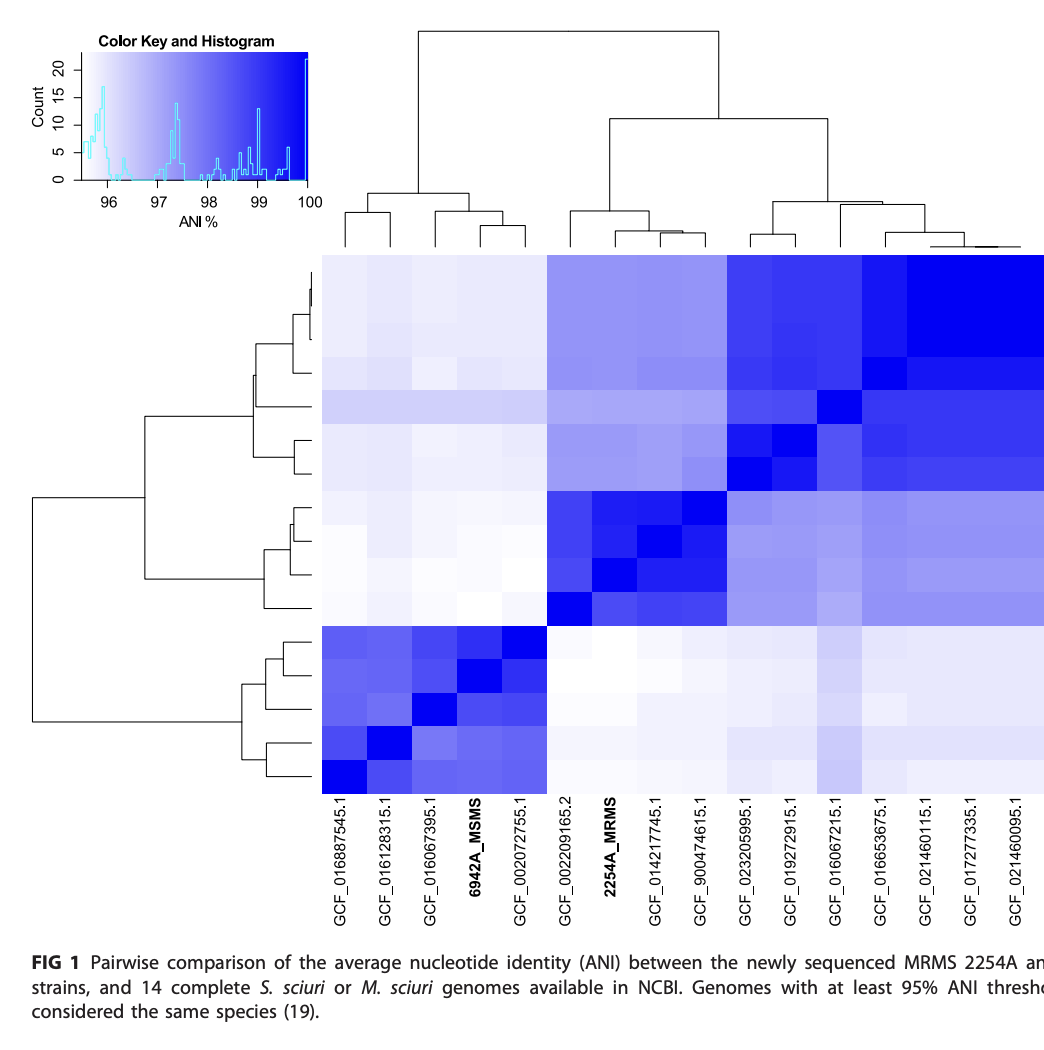 Color Key and Histogram
Count
0 5 10 15 20
96 97 98 99 100
ANI %
GCF_016887545.1
GCF_016128315.1
GCF_016067395.1
6942A_MSMS
GCF_002072755.1
GCF_002209165.2
2254A_MRMS
GCF_014217745.1
GCF_900474615.1
GCF_023205995.1
GCF_019272915.1
GCF_016067215.1
GCF_016653675.1
GCF_021460115.1
GCF_017277335.1
GCF_021460095.1
FIG 1 Pairwise comparison of the average nucleotide identity (ANI) between the newly sequenced MRMS 2254A an
strains, and 14 complete S. sciuri or M. sciuri genomes available in NCBI. Genomes with at least 95% ANI thresho
considered the same species (19).